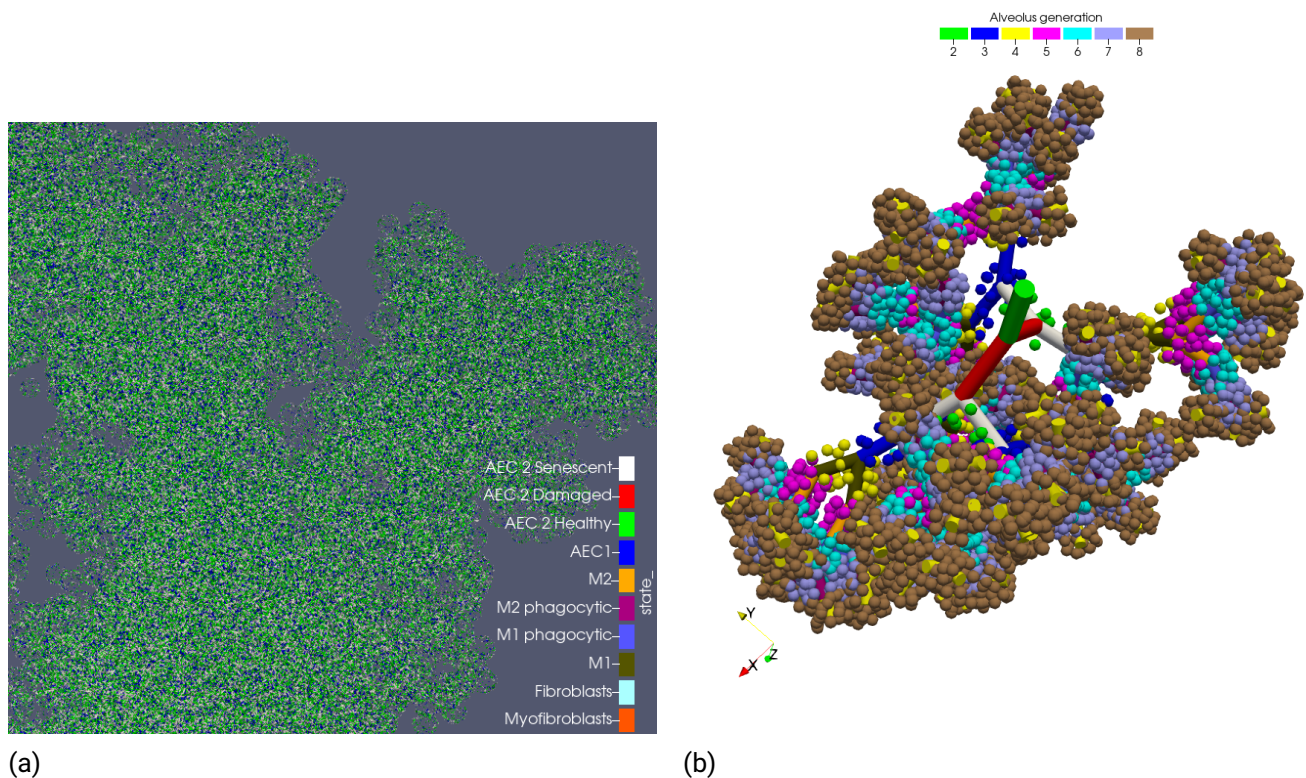 Alveolus generation
2 3 4 5 6 7 8
AEC 2 Senescent
AEC 2 Damaged
AEC 2 Healthy
AEC1
M2
M2 phagocytic
M1 phagocytic
M1
Fibroblasts
Myofibroblasts
state_
Y
Z
X
(a)
(b)